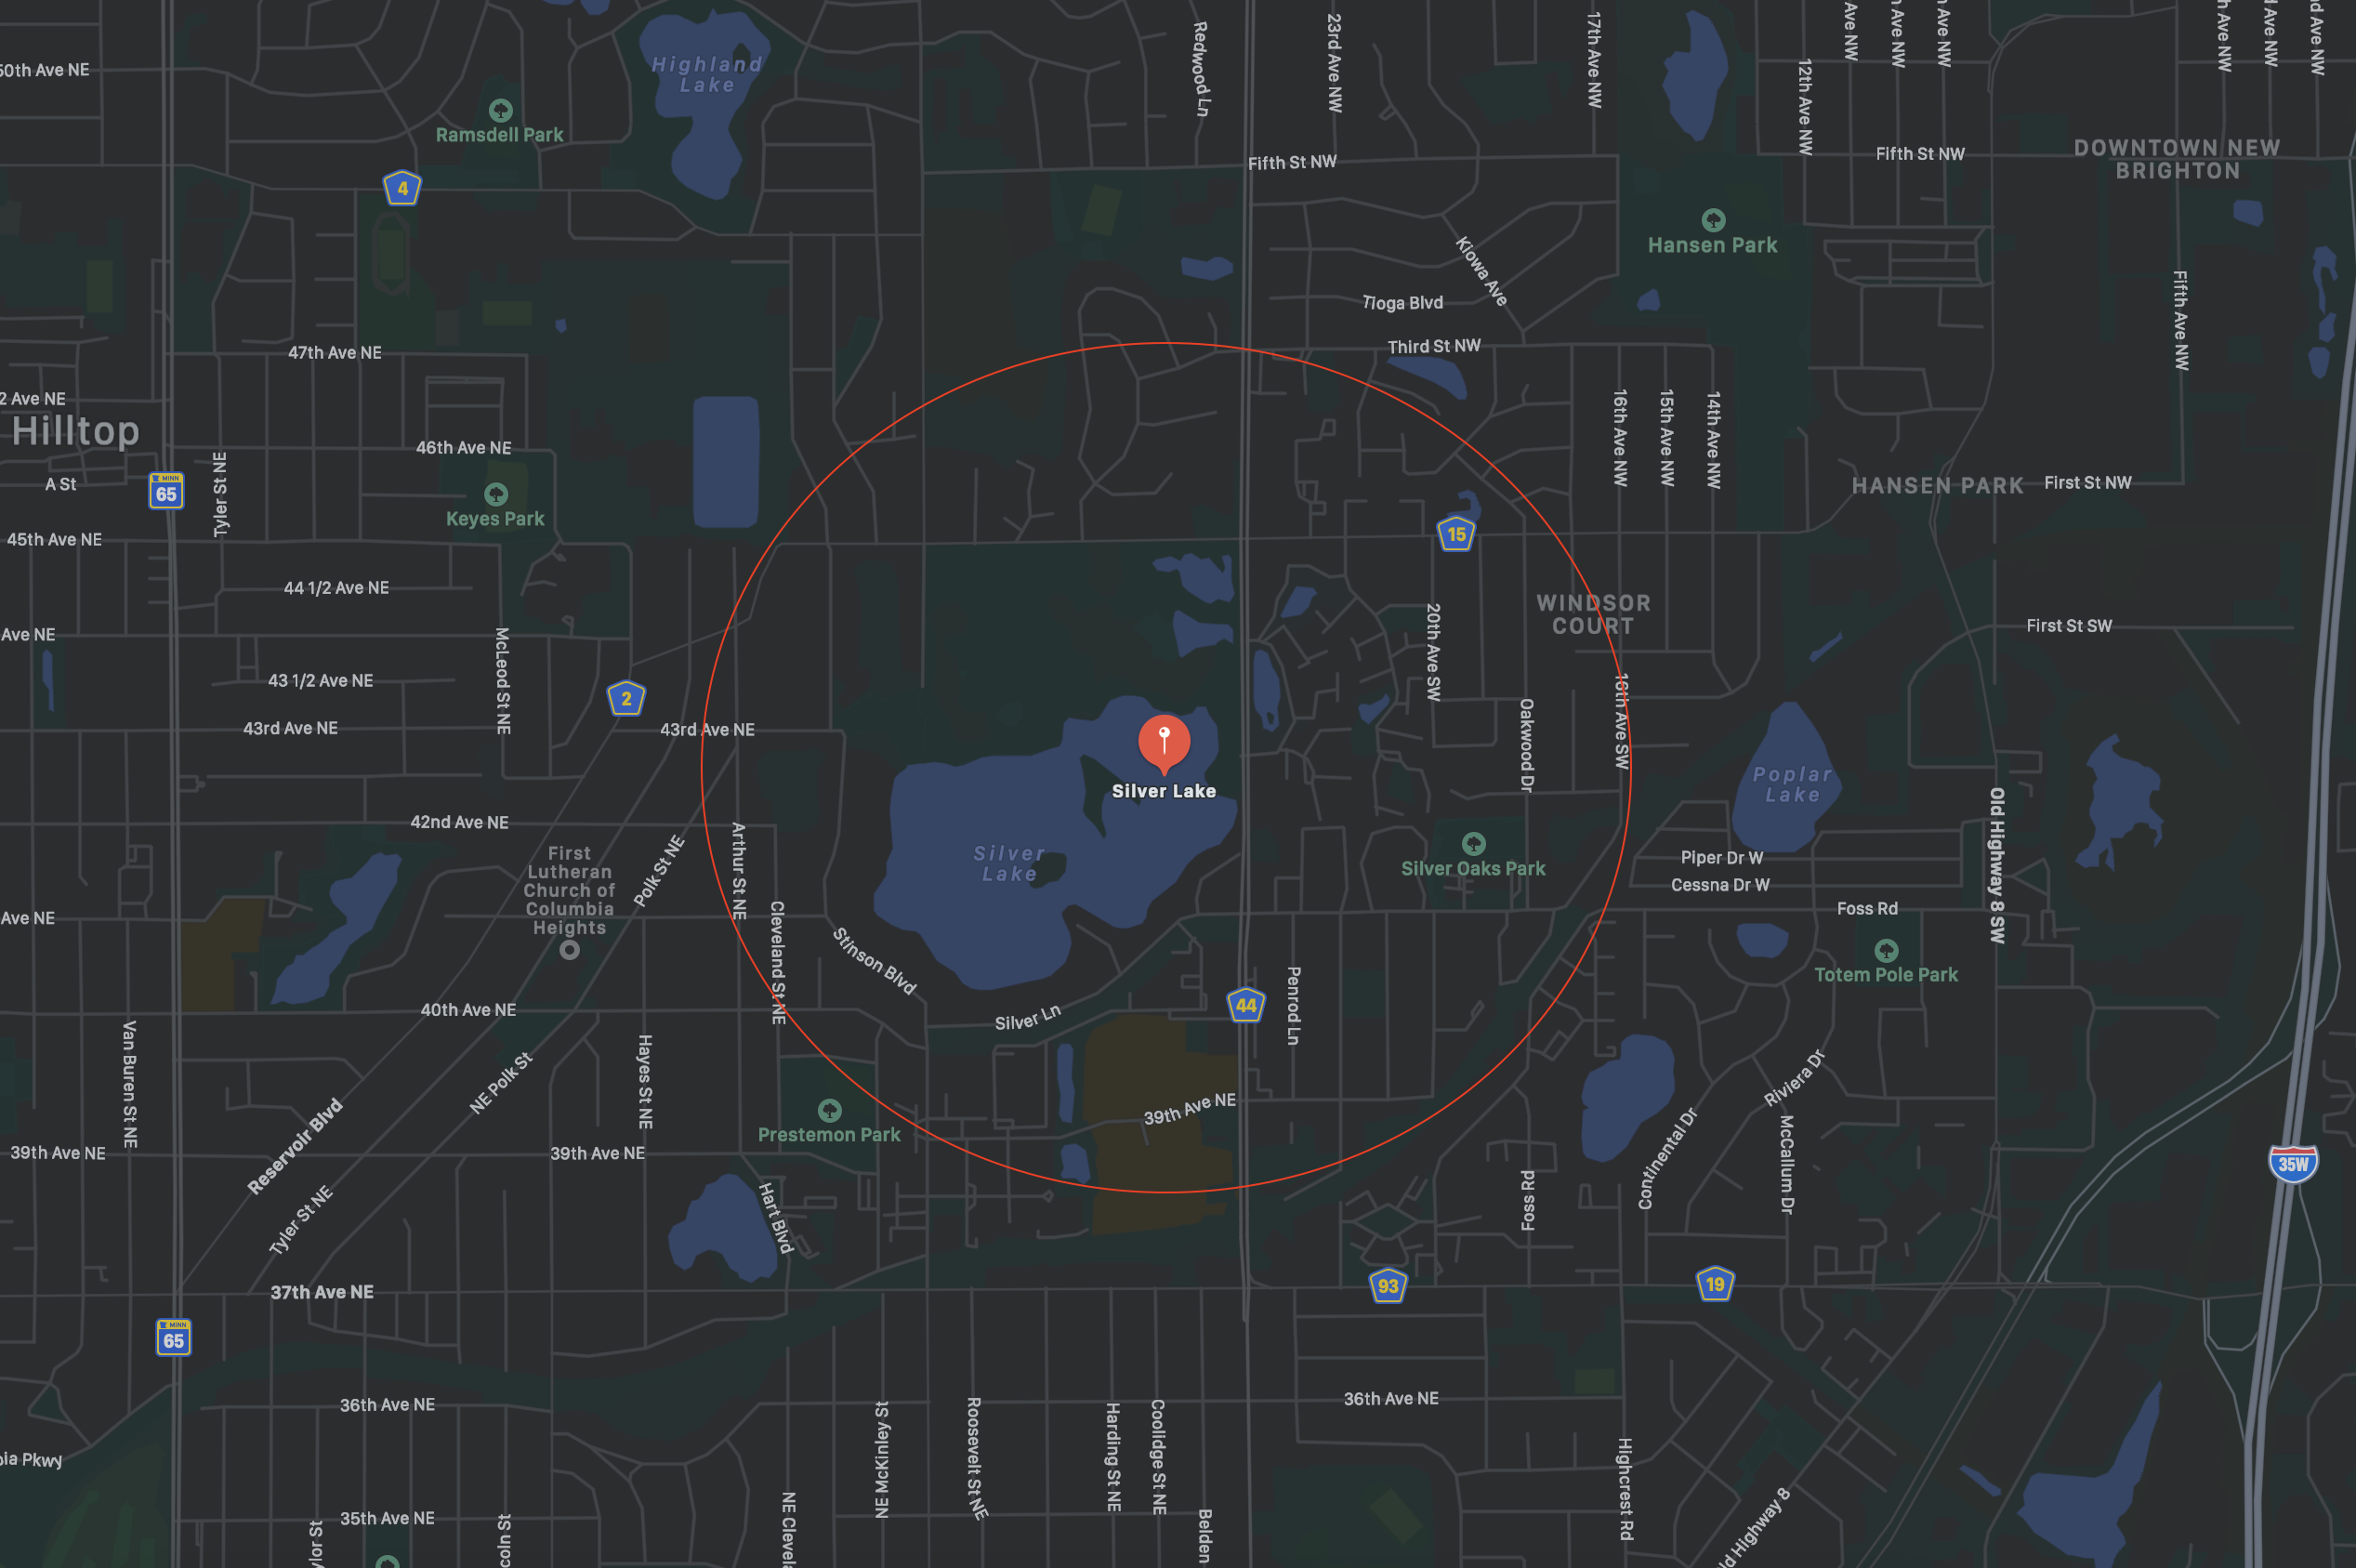 Redwood Ln
23rd Ave NW
17th Ave NW
12th Ave NW
Ave NW
Ave NW
Ave NW
Ave NW
Ave NW
Ave NW
50th Ave NE
Highland
Lake
Ramsdell Park
4
Fifth St NW
Fifth St NW
DOWNTOWN NEW
BRIGHTON
Hansen Park
Kiowa Ave
Tioga Blvd
Fifth Ave NW
47th Ave NE
Third St NW
2 Ave NE
Hilltop
46th Ave NE
16th Ave NW
15th Ave NW
14th Ave NW
A St
MINN
65
Tyler St NE
Keyes Park
HANSEN PARK
First St NW
45th Ave NE
15
44 1/2 Ave NE
WINDSOR
COURT
Ave NE
McLeod St NE
20th Ave SW
First St SW
43 1/2 Ave NE
2
43rd Ave NE
43rd Ave NE
Oakwood Dr
16th Ave SW
Silver Lake
Poplar
Lake
42nd Ave NE
Arthur St NE
Polk St NE
First
Lutheran
Church of
Columbia
Heights
Silver
Lake
Silver Oaks Park
Piper Dr W
Cessna Dr W
Old Highway 8 SW
Ave NE
Cleveland St NE
Stinson Blvd
Foss Rd
Totem Pole Park
40th Ave NE
Silver Ln
44
Penrod Ln
Van Buren St NE
NE Polk St
Hayes St NE
Riviera Dr
Reservoir Blvd
Prestemon Park
39th Ave NE
Continental Dr
McCallum Dr
39th Ave NE
39th Ave NE
35W
Tyler St NE
Hart Blvd
Foss Rd
37th Ave NE
93
19
MINN
65
36th Ave NE
36th Ave NE
NE McKinley St
Roosevelt St NE
Harding St NE
Coolidge St NE
Highcrest Rd
bia Pkwy
35th Ave NE
ylor St
coln St
NE Clevela
Belden
ld Highway 8